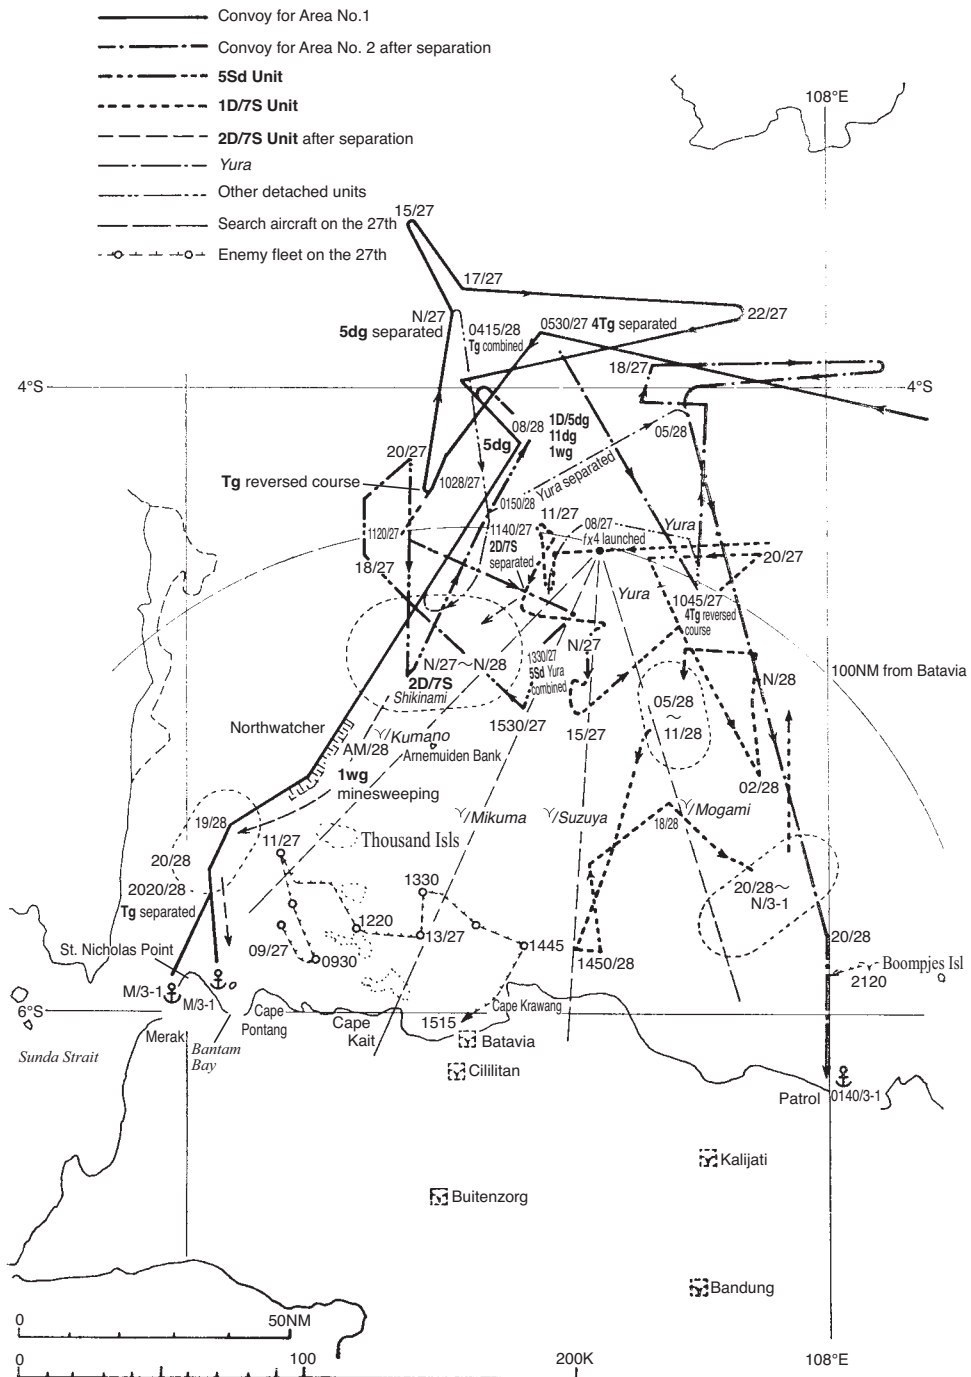 Convoy for Area No.1
Convoy for Area No. 2 after separation
5Sd Unit
1D/7S Unit
2D/7S Unit after separation
Yura
Other detached units
Search aircraft on the 27th
Enemy fleet on the 27th
108°E
15/27
17/27
N/27
5dg separated
0415/28
Tg combined
0530/27 4Tg separated
22/27
18/27
4°S
4°S
08/28
1D/5dg
11dg
1wg
5dg
05/28
20/27
Tg reversed course
1028/27
Yura separated
0150/28
11/27
1120/27
1140/27
2D/7S
separated
08/27
fx4 launched
Yura
20/27
18/27
Yura
1045/27
4Tg reversed
course
N/27
N/27～N/28
1330/27
5Sd Yura
combined
2D/7S
Shikinami
N/28
100NM from Batavia
05/28
～
11/28
Northwatcher
1530/27
15/27
Kumano
AM/28
Arnemuiden Bank
1wg
minesweeping
02/28
Mikuma
Suzuya
Mogami
19/28
18/28
11/27
Thousand Isls
20/28
1330
20/28～
N/3-1
2020/28
Tg separated
1220
13/27
20/28
09/27
0930
1445
1450/28
St. Nicholas Point
Boompjes Isl
2120
M/3-1
M/3-1
6°S
Cape
Pontang
Cape
Kait
1515
Cape Krawang
Merak
Bantam
Bay
Sunda Strait
Batavia
Cililitan
Patrol
0140/3-1
Kalijati
Buitenzorg
Bandung
0
50NM
0
100
200K
108°E